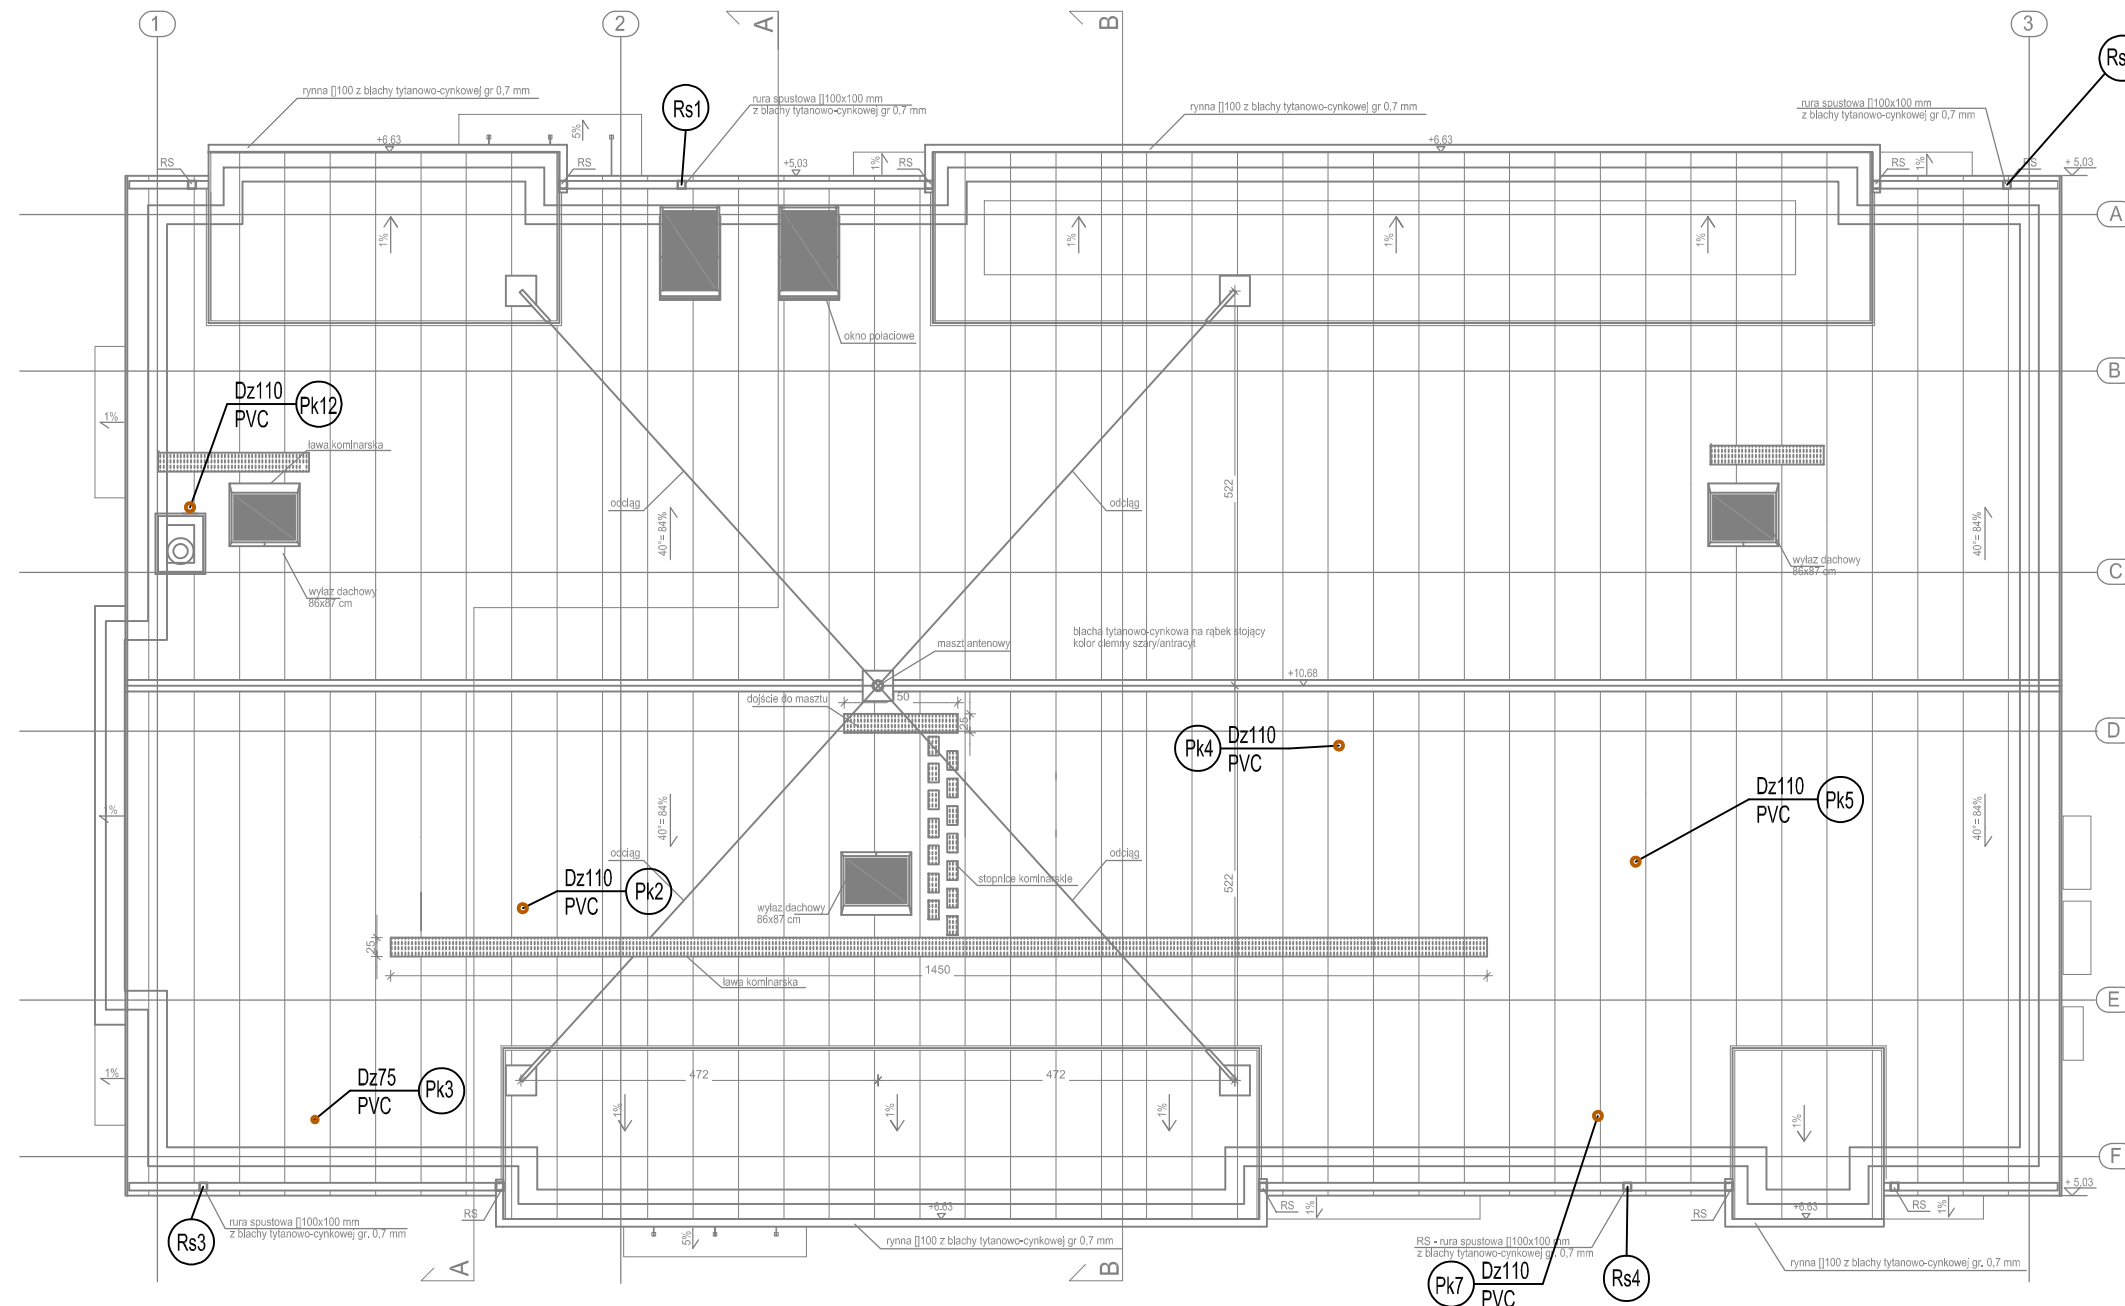 1
2
A
B
3
Rs
rynna []100 z blachy tytanowo-cynkowej gr 0,7 mm
Rs1
rura spustowa []100x100 mm
z blachy tytanowo-cynkowej gr 0,7 mm
rynna []100 z blachy tytanowo-cynkowej gr 0,7 mm
rura spustowa []100x100 mm
z blachy tytanowo-cynkowej gr 0,7 mm
+6,63
5%
+6,63
RS
RS
+5,03
1%
RS
RS
1%
RS
+ 5,03
A
1%
1%
1%
1%
okno połaciowe
B
Dz110
PVC
Pk12
1%
ława kominarska
odciąg
odciąg
522
40°= 84%
40°= 84%
wyłaz dachowy
86x87 cm
wyłaz dachowy
86x87 cm
C
maszt antenowy
blacha tytanowo-cynkowa na rąbek stojący
kolor ciemny szary/antracyt
+10,68
dojście do masztu
50
25
D
Pk4
Dz110
PVC
Dz110
PVC
Pk5
1%
40°= 84%
40°= 84%
odciąg
odciąg
Dz110
PVC
Pk2
stopnice kominarskie
522
wyłaz dachowy
86x87 cm
25
1450
ława kominarska
E
1%
Dz75
PVC
Pk3
472
472
1%
1%
1%
1%
F
+ 5,03
RS
+6,63
RS
1%
RS
+6,63
RS
1%
Rs3
rura spustowa []100x100 mm
z blachy tytanowo-cynkowej gr. 0,7 mm
5%
rynna []100 z blachy tytanowo-cynkowej gr 0,7 mm
RS - rura spustowa []100x100 mm
z blachy tytanowo-cynkowej gr. 0,7 mm
rynna []100 z blachy tytanowo-cynkowej gr. 0,7 mm
A
B
Pk7
Dz110
PVC
Rs4